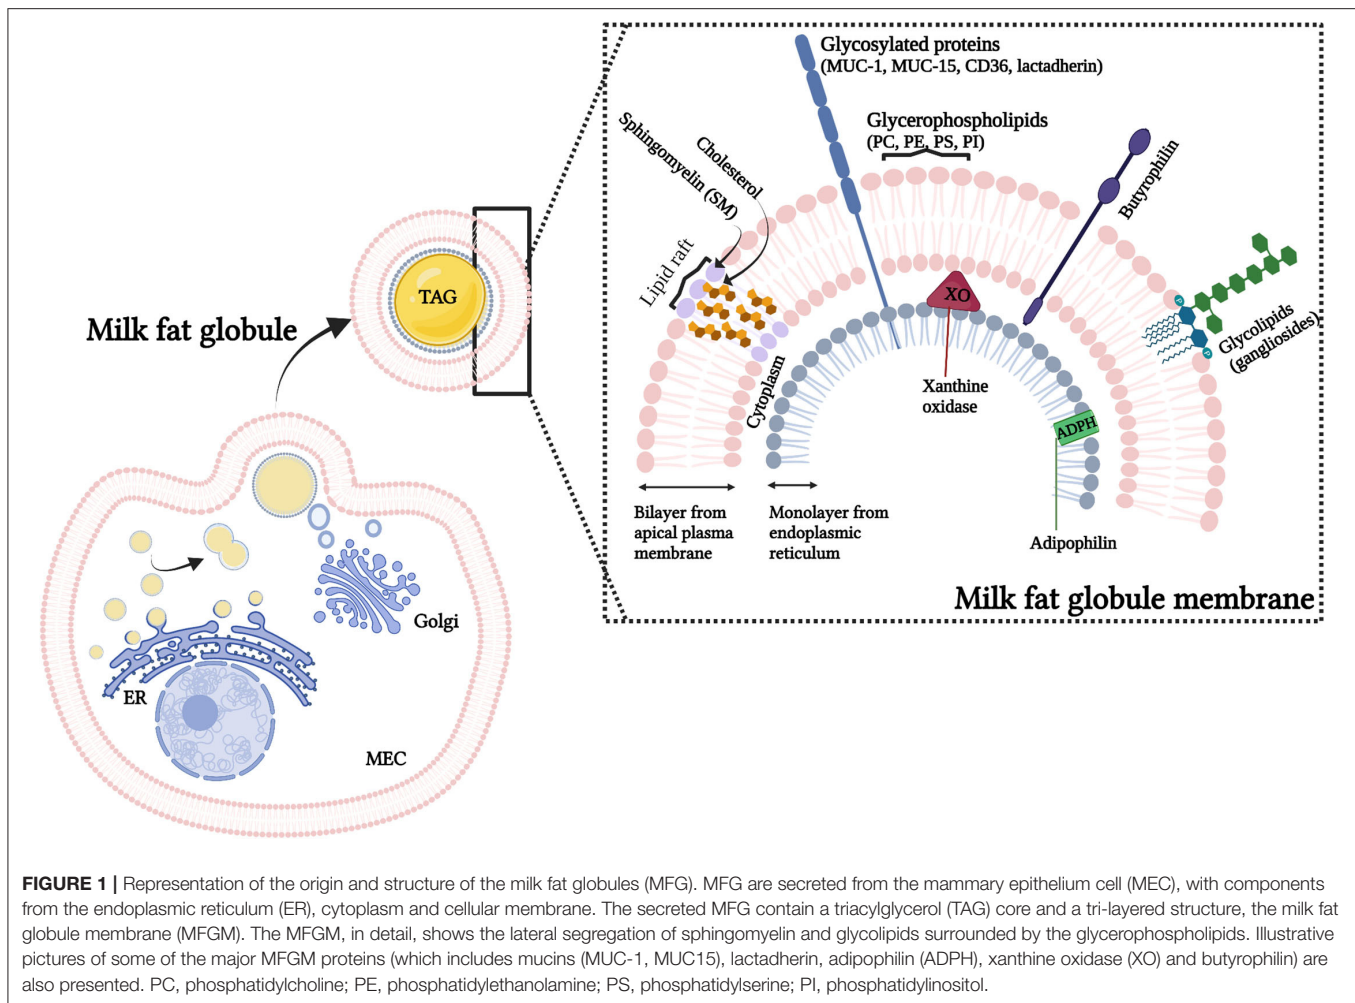 Glycosylated proteins
(MUC-1, MUC-15, CD36, lactadherin)
Glycerophospholipids
(PC, PE, PS, PI)
Sphingomyelin (SM)
Cholesterol
Butyrophilin
Lipid raft
Glycolipids
(gangliosides)
TAG
Milk fat globule
XO
Cytoplasm
Xanthine
oxidase
ADPH
Bilayer from
apical plasma
membrane
Monolayer from
endoplasmic
reticulum
Adipophilin
P
P
Milk fat globule membrane
Golgi
ER
MEC
FIGURE 1 | Representation of the origin and structure of the milk fat globules (MFG). MFG are secreted from the mammary epithelium cell (MEC), with components
from the endoplasmic reticulum (ER), cytoplasm and cellular membrane. The secreted MFG contain a triacylglycerol (TAG) core and a tri-layered structure, the milk fat
globule membrane (MFGM). The MFGM, in detail, shows the lateral segregation of sphingomyelin and glycolipids surrounded by the glycerophospholipids. Illustrative
pictures of some of the major MFGM proteins (which includes mucins (MUC-1, MUC15), lactadherin, adipophilin (ADPH), xanthine oxidase (XO) and butyrophilin) are
also presented. PC, phosphatidylcholine; PE, phosphatidylethanolamine; PS, phosphatidylserine; PI, phosphatidylinositol.